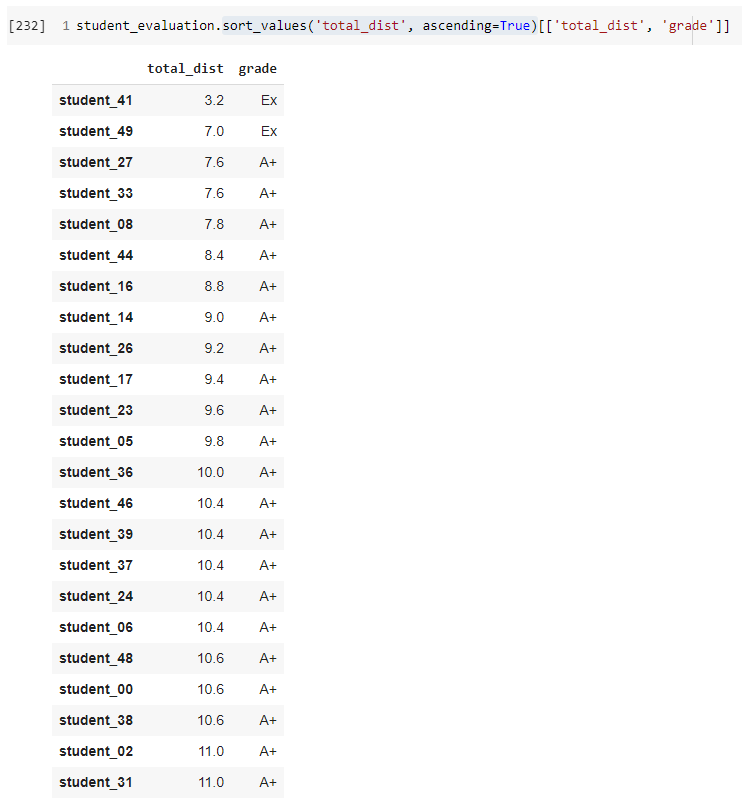 [232] 1 student_evaluation.sort_values('total_dist', ascending=True)[['total_dist', 'grade']]
total_dist grade
student_41 3.2 Ex
student_49 7.0 Ex
student_27 7.6 A+
student_33 7.6 A+
student_08 7.8 A+
student_44 8.4 A+
student_16 8.8 A+
student_14 9.0 A+
student_26 9.2 A+
student_17 9.4 A+
student_23 9.6 A+
student_05 9.8 A+
student_36 10.0 A+
student_46 10.4 A+
student_39 10.4 A+
student_37 10.4 A+
student_24 10.4 A+
student_06 10.4 A+
student_48 10.6 A+
student_00 10.6 A+
student_38 10.6 A+
student_02 11.0 A+
student_31 11.0 A+